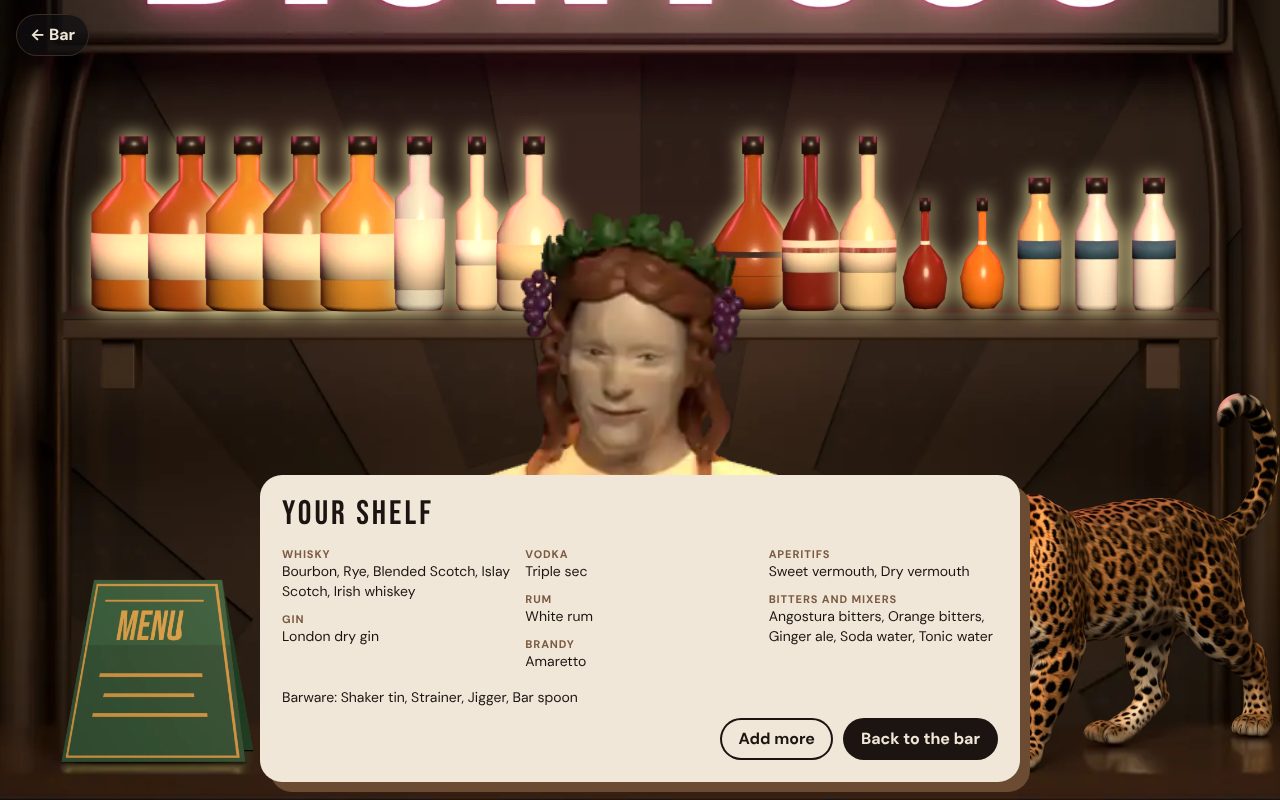 ← Bar
YOUR SHELF
WHISKY
Bourbon, Rye, Blended Scotch, Islay
Scotch, Irish whiskey
GIN
London dry gin
VODKA
Triple sec
RUM
White rum
BRANDY
Amaretto
APERITIFS
Sweet vermouth, Dry vermouth
BITTERS AND MIXERS
Angostura bitters, Orange bitters,
Ginger ale, Soda water, Tonic water
Barware: Shaker tin, Strainer, Jigger, Bar spoon
Add more
Back to the bar
MENU